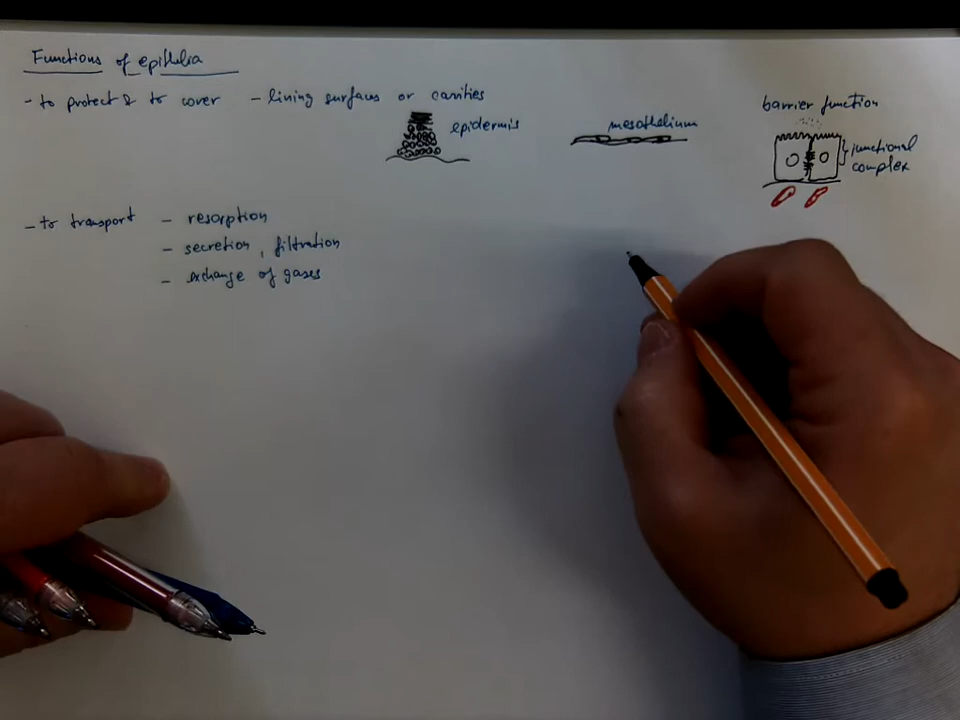 Functions of epithelia
- to protect & to cover - lining surfaces or cavities
epidermis
mesothelium
barrier function
junctional
complex
- to transport - resorption
- secretion, filtration
- exchange of gases